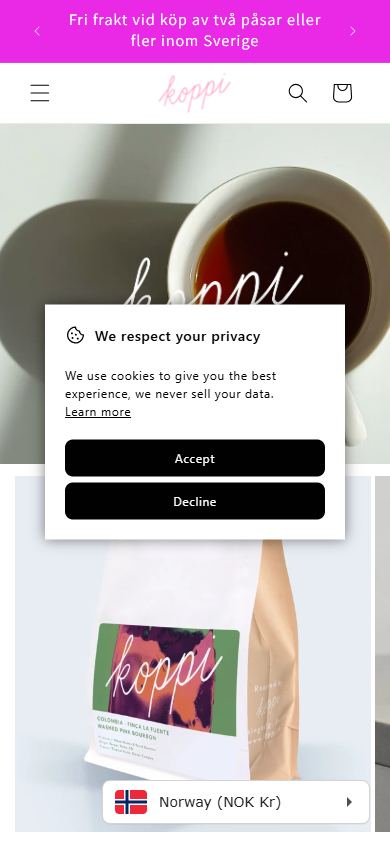 Fri frakt vid köp av två påsar eller
fler inom Sverige
koppi
koppi
We respect your privacy
We use cookies to give you the best
experience, we never sell your data.
Learn more
Accept
Decline
koppi
COLOMBIA - FINCA LA FUENTE
WASHED PINK BOURBON
Norway (NOK Kr)